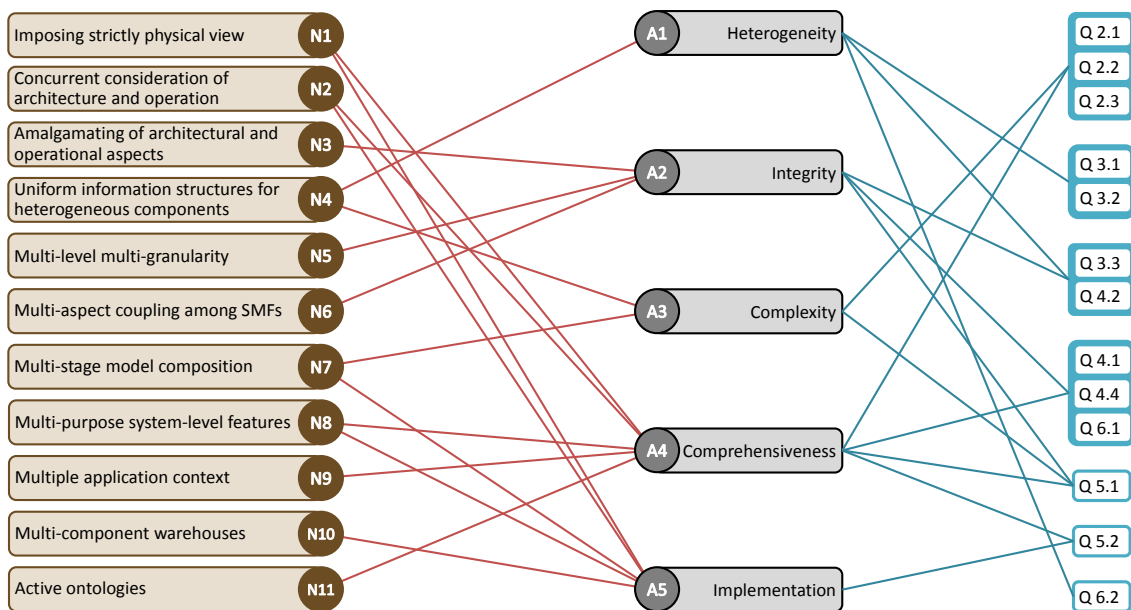 Imposing strictly physical view
N1
Concurrent consideration of
architecture and operation
N2
Amalgamating of architectural and
operational aspects
N3
Uniform information structures for
heterogeneous components
N4
Multi-level multi-granularity
N5
Multi-aspect coupling among SMFs
N6
Multi-stage model composition
N7
Multi-purpose system-level features
N8
Multiple application context
N9
Multi-component warehouses
N10
Active ontologies
N11
A1
Heterogeneity
A2
Integrity
A3
Complexity
A4
Comprehensiveness
A5
Implementation
Q 2.1
Q 2.2
Q 2.3
Q 3.1
Q 3.2
Q 3.3
Q 4.2
Q 4.1
Q 4.4
Q 6.1
Q 5.1
Q 5.2
Q 6.2